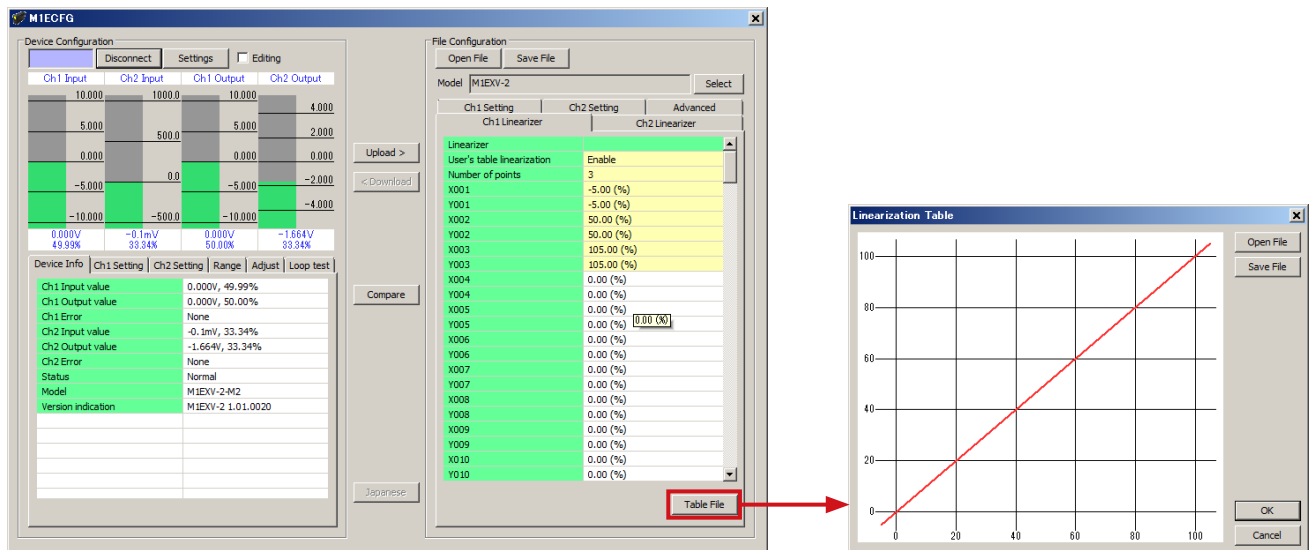 M1ECFG
Device Configuration
Disconnect Settings Editing
Ch1 Input Ch2 Input Ch1 Output Ch2 Output
10.000 1000.0 10.000 4.000
5.000 500.0 5.000 2.000
0.000 0.0 0.000 0.000
-5.000 -5.000 -2.000
-10.000 -500.0 -10.000 -4.000
0.000V -0.1mV 0.000V -1.664V
49.99% 33.34% 50.00% 33.34%
Device Info Ch1 Setting Ch2 Setting Range Adjust Loop test
Ch1 Input value 0.000V, 49.99%
Ch1 Output value 0.000V, 50.00%
Ch1 Error None
Ch2 Input value -0.1mV, 33.34%
Ch2 Output value -1.664V, 33.34%
Ch2 Error None
Status Normal
Model M1EXV-2-M2
Version indication M1EXV-2 1.01.0020
Upload >
< Download
Compare
Japanese
File Configuration
Open File Save File
Model M1EXV-2 Select
Ch1 Setting Ch2 Setting Advanced
Ch1 Linearizer Ch2 Linearizer
Linearizer
User's table linearization Enable
Number of points 3
X001 -5.00 (%)
Y001 -5.00 (%)
X002 50.00 (%)
Y002 50.00 (%)
X003 105.00 (%)
Y003 105.00 (%)
X004 0.00 (%)
Y004 0.00 (%)
X005 0.00 (%)
Y005 0.00 (%) 0.00 (%)
X006 0.00 (%)
Y006 0.00 (%)
X007 0.00 (%)
Y007 0.00 (%)
X008 0.00 (%)
Y008 0.00 (%)
X009 0.00 (%)
Y009 0.00 (%)
X010 0.00 (%)
Y010 0.00 (%)
Table File
Linearization Table
Open File
Save File
100
80
60
40
20
0
0 20 40 60 80 100
OK
Cancel